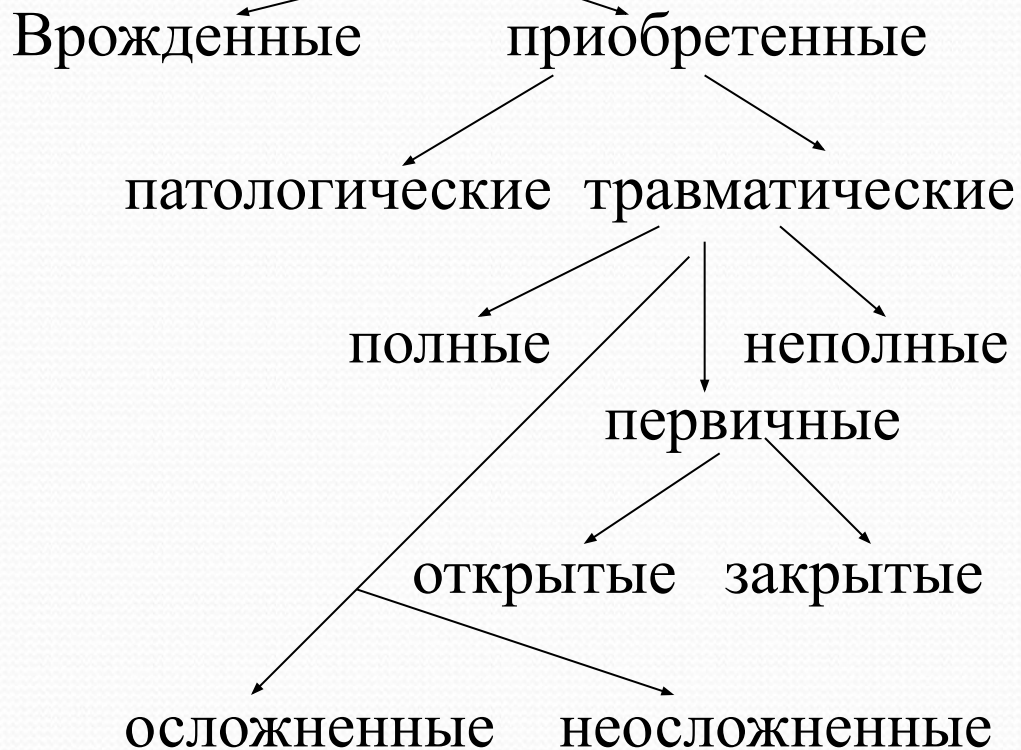 Врожденные приобретенные
патологические травматические
полные неполные
первичные
открытые закрытые
осложненные неосложненные